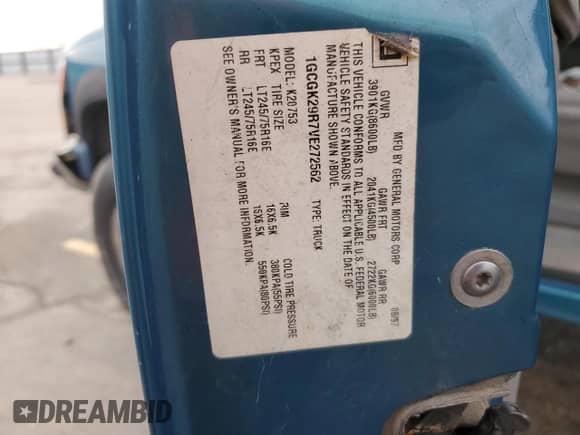 GM
MFD BY GENERAL MOTORS CORP
GVWR GAWR FRT GAWR RR
3901KG(8600LB) 2041KG(4500LB) 2722KG(6000LB)
THIS VEHICLE CONFORMS TO ALL APPLICABLE U.S. FEDERAL MOTOR
VEHICLE SAFETY STANDARDS IN EFFECT ON THE DATE OF
MANUFACTURE SHOWN ABOVE.
1GCGK29R7VE272562 TYPE: TRUCK
MODEL: K20753
KPEX TIRE SIZE RIM COLD TIRE PRESSURE
FRT LT245/75R16E 16X6.5K 380KPA(55PSI)
RR LT245/75R16E 16X6.5K 550KPA(80PSI)
SEE OWNER'S MANUAL FOR MORE INFORMATION.
DREAMBID